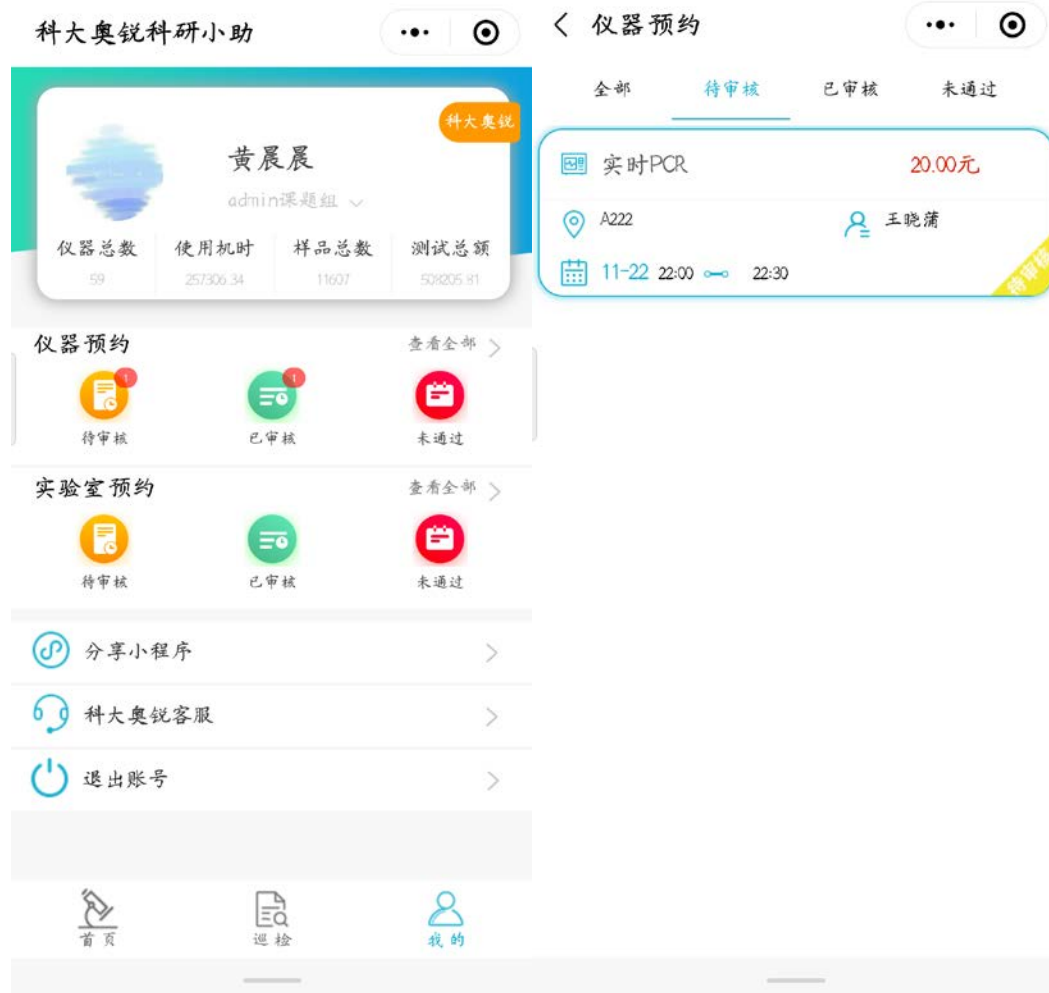 科大奥锐科研小助
科大奥锐
黄晨晨
admin课题组
仪器总数 使用机时 样品总数 测试总额
59 257306.34 11607 508205.81
仪器预约 查看全部
1 1
待审核 已审核 未通过
实验室预约 查看全部
待审核 已审核 未通过
分享小程序
科大奥锐客服
退出账号
首页 巡检 我的
仪器预约
全部 待审核 已审核 未通过
实时PCR 20.00元
A222 王晓蒲
11-22 22:00 22:30
待审核